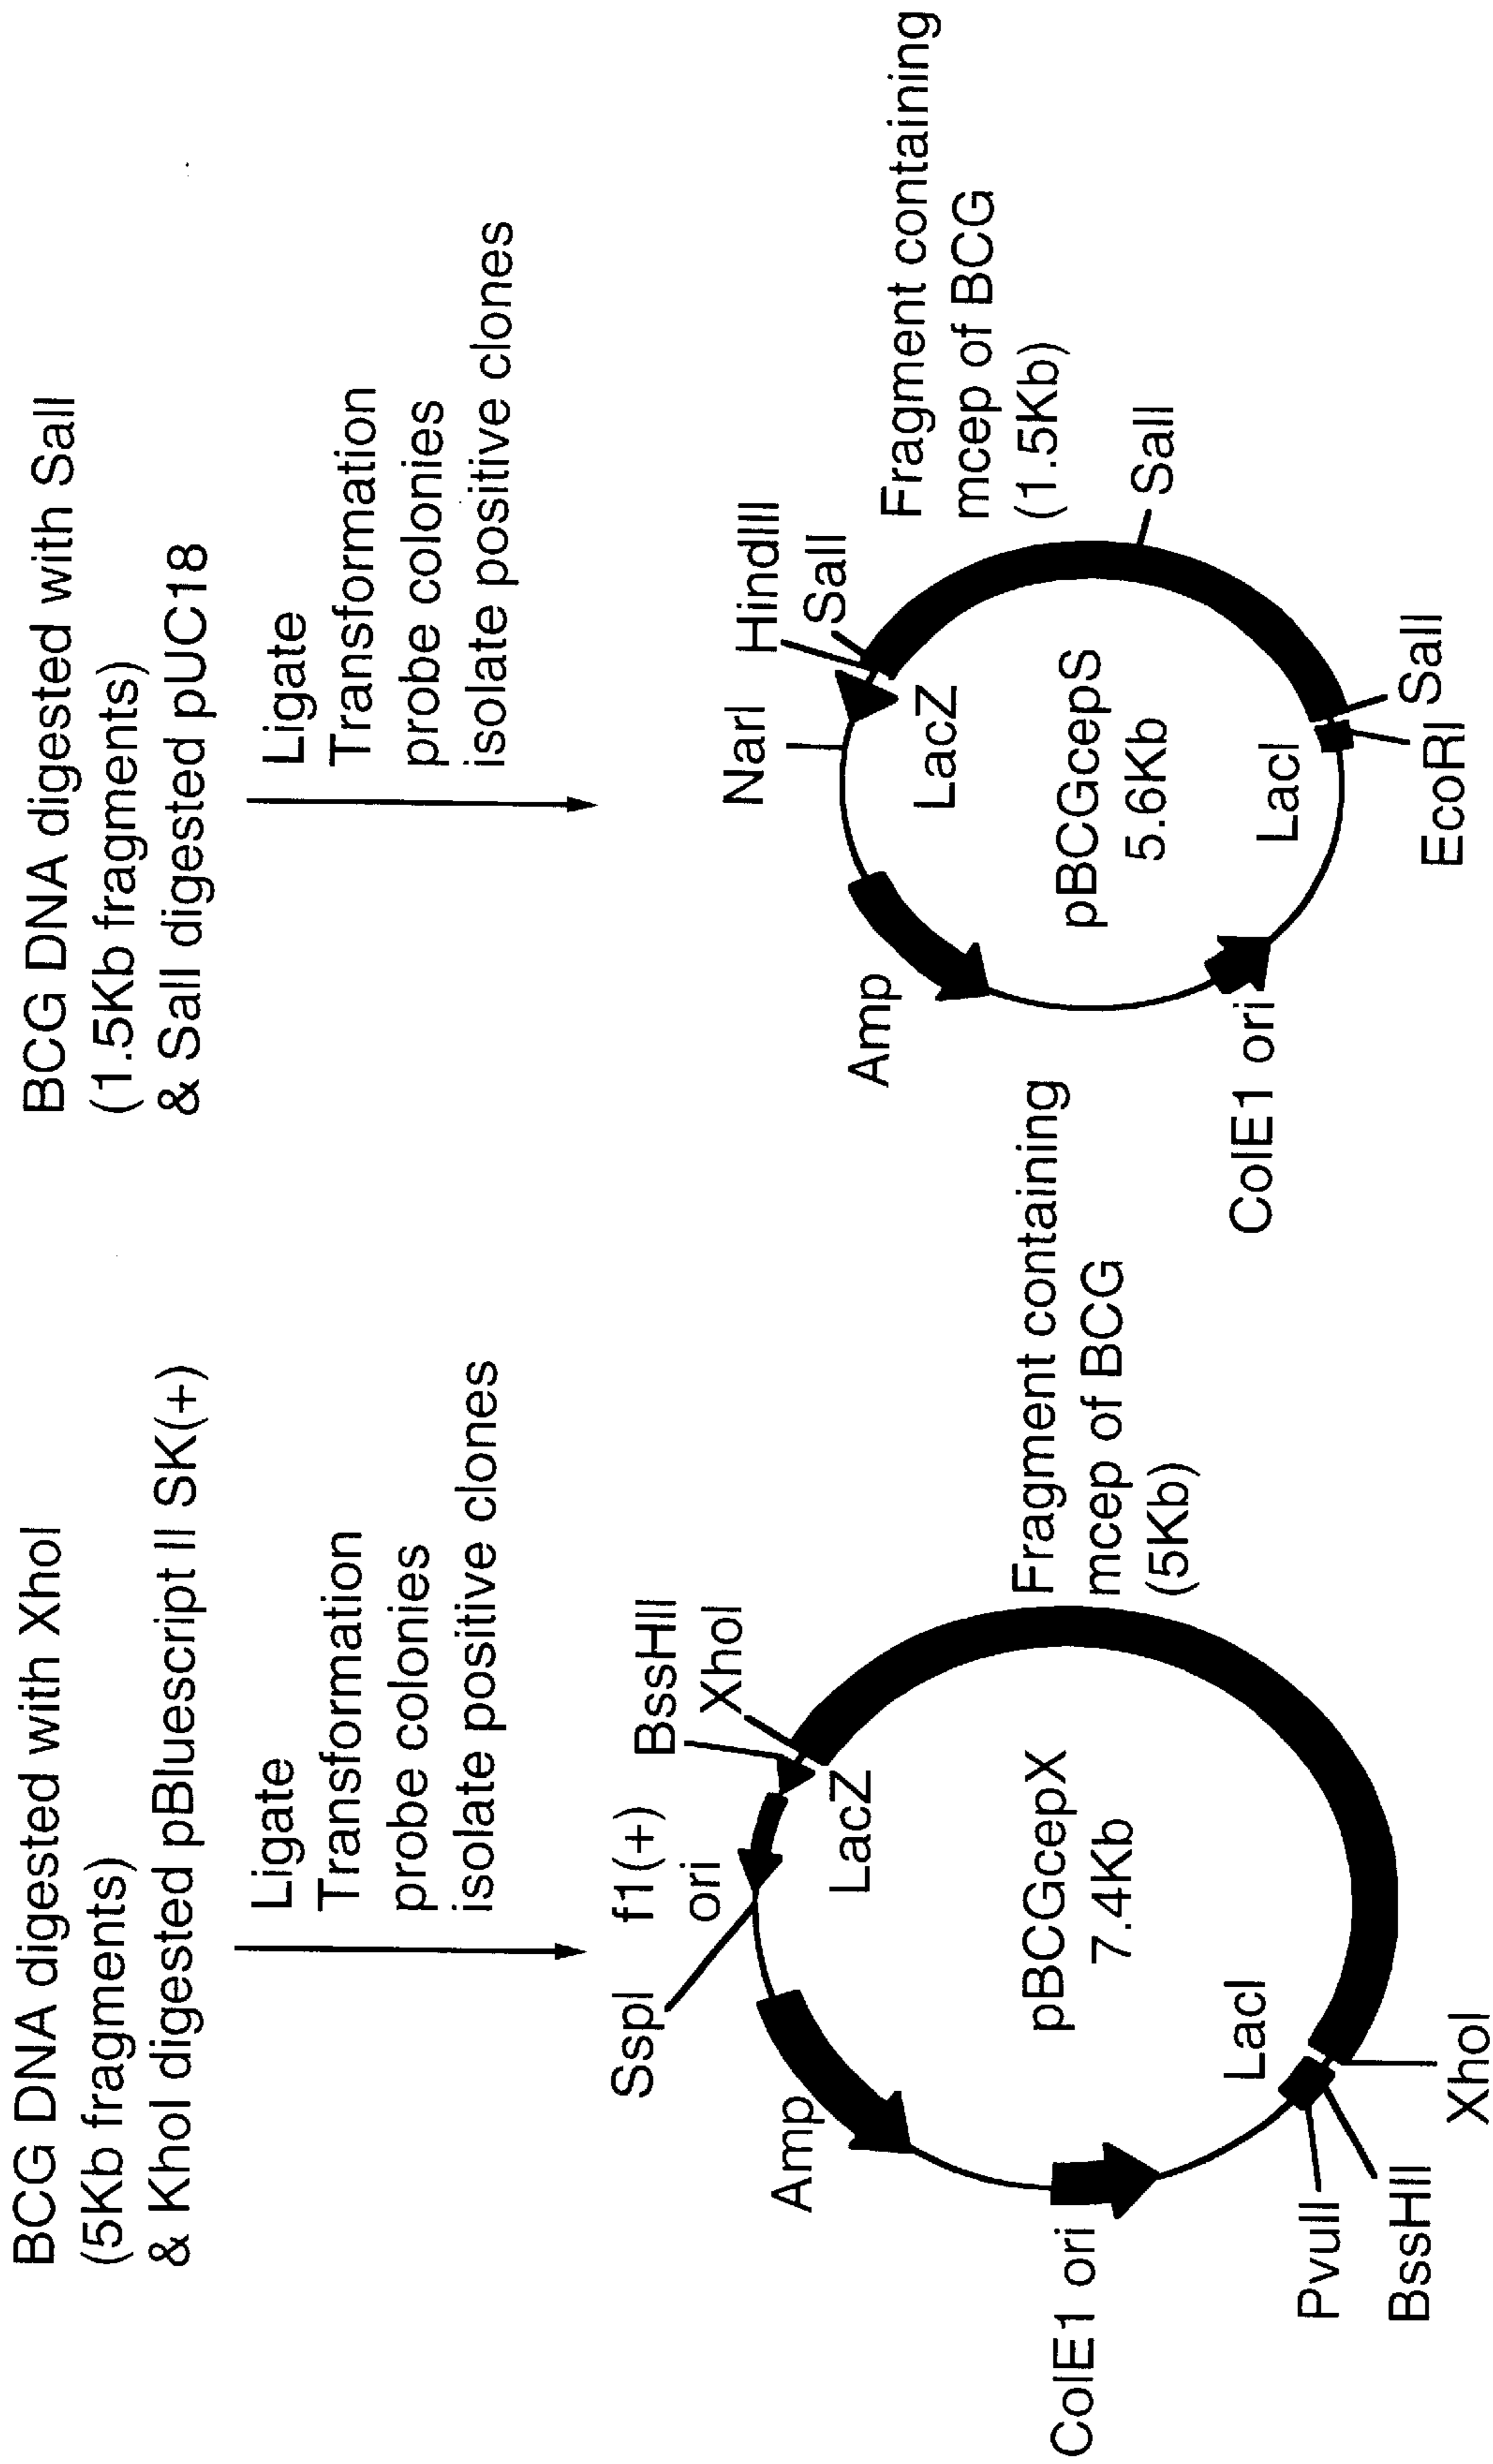 BCG DNA digested with XhoI
(5Kb fragments)
& KhoI digested pBluescript II SK(+)
Ligate
Transformation
probe colonies
isolate positive clones
SspI
f1(+)
ori
BssHII
XhoI
LacZ
Amp
pBCGcepX
7.4Kb
Fragment containing
mcep of BCG
(5Kb)
ColE1 ori
LacI
PvuII
BssHII
XhoI
BCG DNA digested with SalI
(1.5Kb fragments)
& SalI digested pUC18
Ligate
Transformation
probe colonies
isolate positive clones
NarI
HindIII
SalI
LacZ
Amp
pBCGcepS
5.6Kb
Fragment containing
mcep of BCG
(1.5Kb)
SalI
ColE1 ori
LacI
SalI
EcoRI